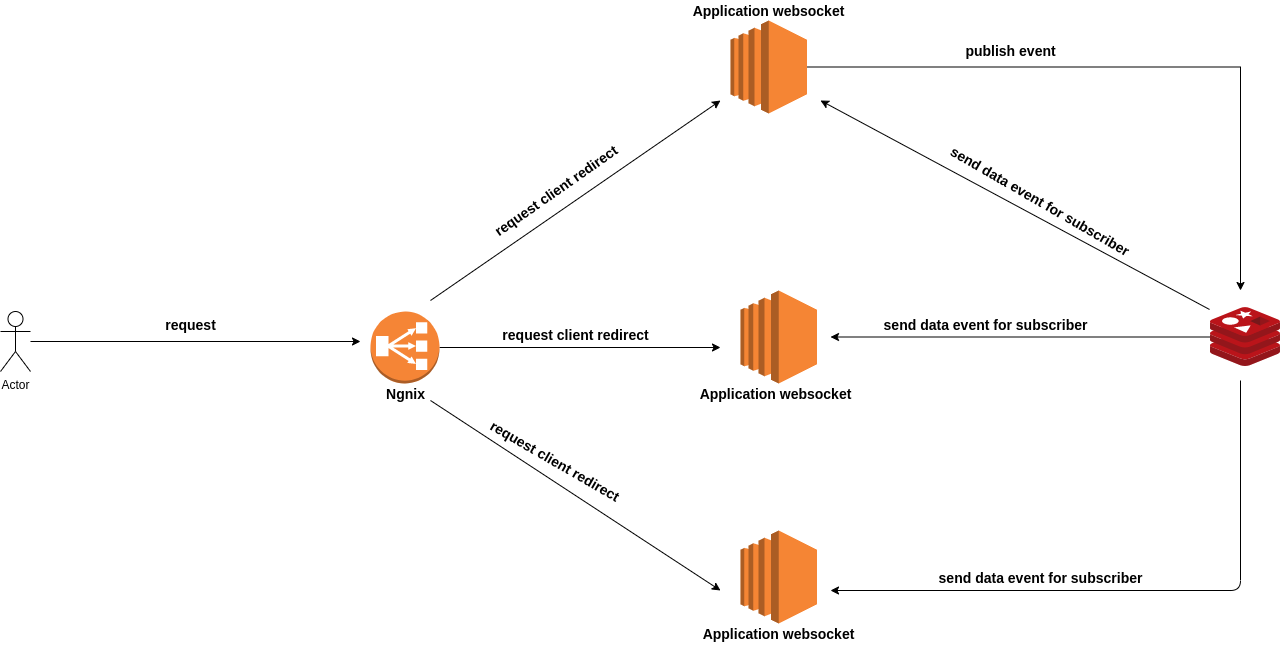 Application websocket
publish event
send data event for subscriber
request client redirect
request
Actor
Ngnix
request client redirect
send data event for subscriber
Application websocket
request client redirect
send data event for subscriber
Application websocket